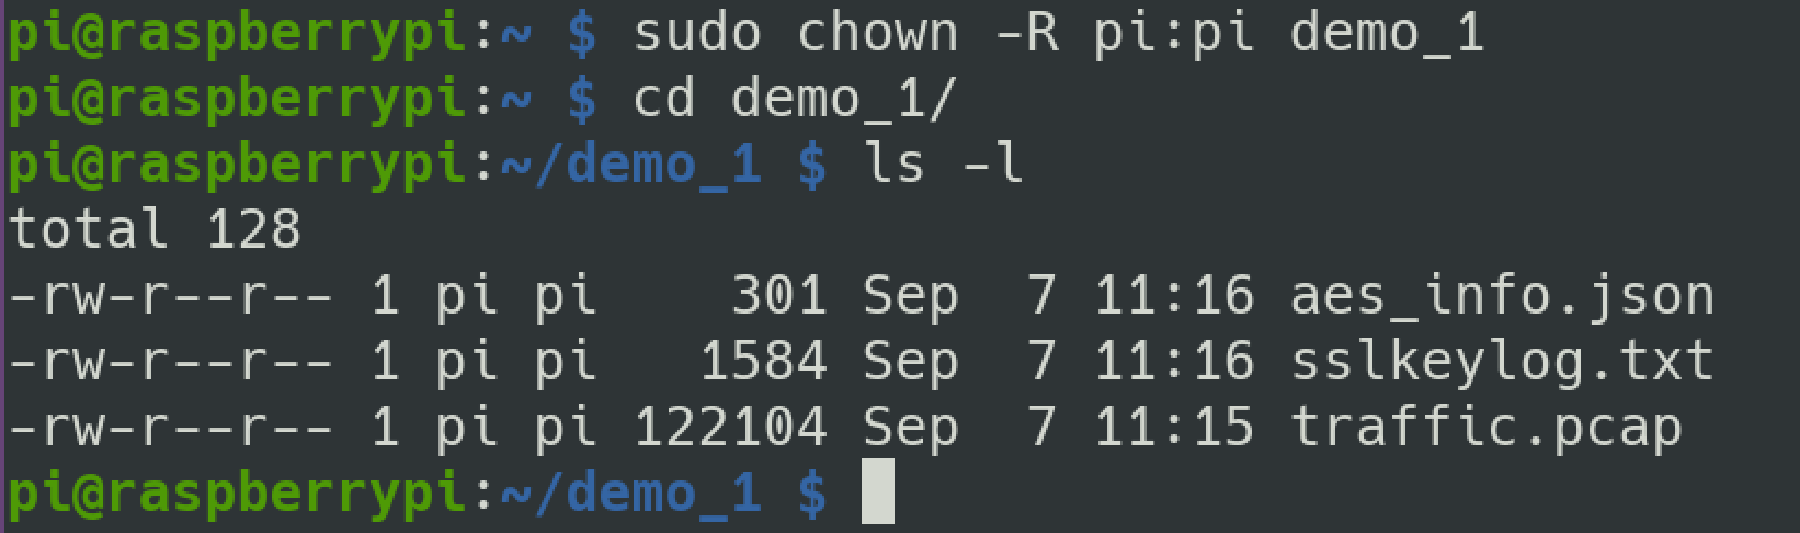 pi@raspberrypi:~ $ sudo chown -R pi:pi demo_1
pi@raspberrypi:~ $ cd demo_1/
pi@raspberrypi:~/demo_1 $ ls -l
total 128
-rw-r--r-- 1 pi pi    301 Sep  7 11:16 aes_info.json
-rw-r--r-- 1 pi pi   1584 Sep  7 11:16 sslkeylog.txt
-rw-r--r-- 1 pi pi 122104 Sep  7 11:15 traffic.pcap
pi@raspberrypi:~/demo_1 $